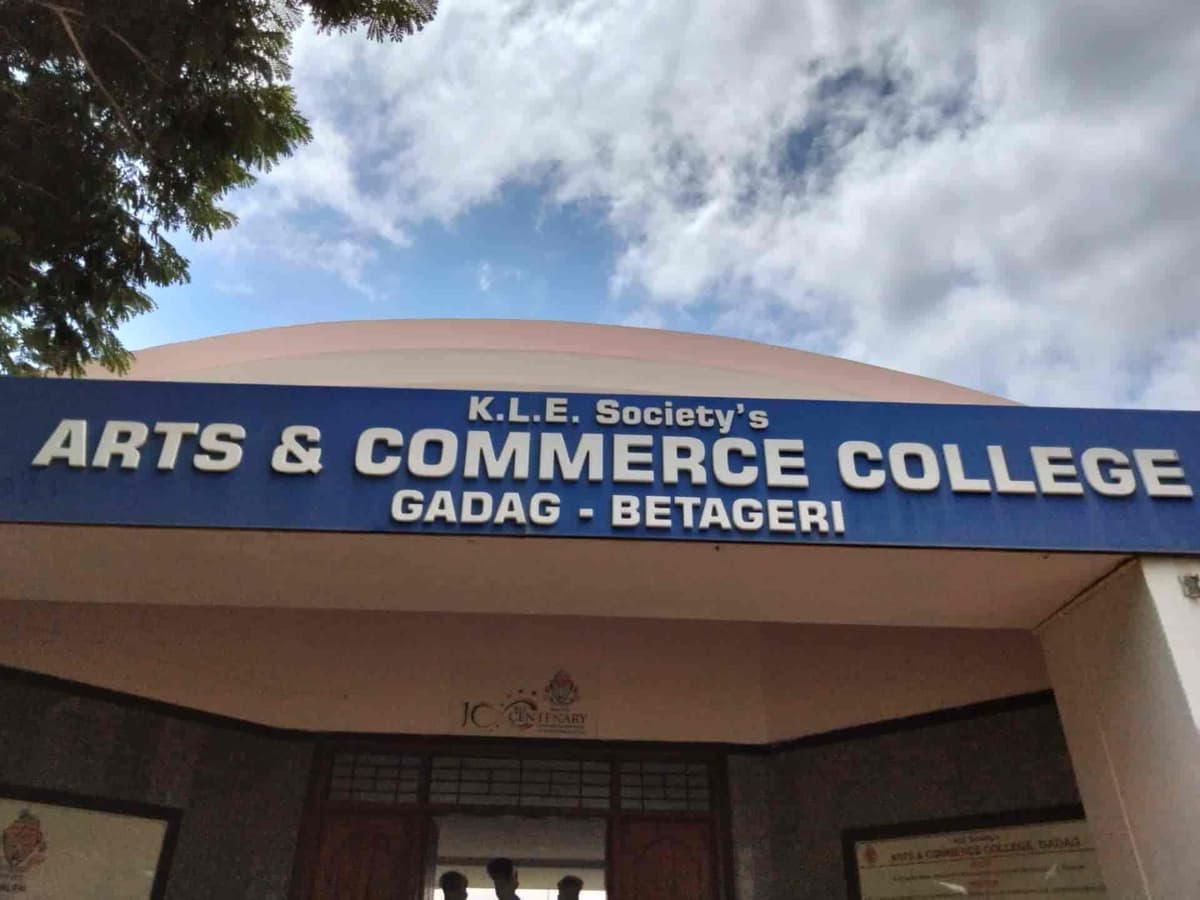 K.L.E. Society's
ARTS & COMMERCE COLLEGE
GADAG - BETAGERI
CENTENARY
ARTS & COMMERCE COLLEGE, GADAG